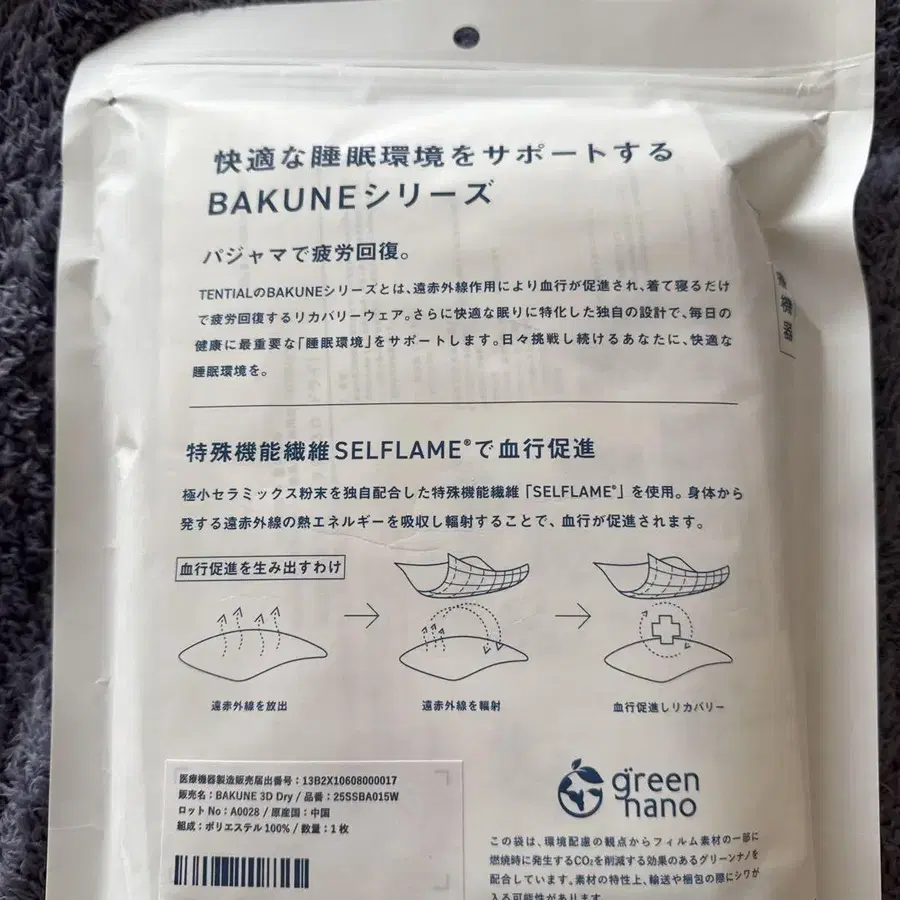 快適な睡眠環境をサポートする
BAKUNEシリーズ
パジャマで疲労回復。
TENTIALのBAKUNEシリーズとは、遠赤外線作用により血行が促進され、着て寝るだけ
で疲労回復するリカバリーウェア。さらに快適な眠りに特化した独自の設計で、毎日の
健康に最重要な「睡眠環境」をサポートします。日々挑戦し続けるあなたに、快適な
睡眠環境を。
機器
特殊機能繊維SELFLAME®で血行促進
極小セラミックス粉末を独自配合した特殊機能繊維「SELFLAME®」を使用。身体から
発する遠赤外線の熱エネルギーを吸収し輻射することで、血行が促進されます。
血行促進を生み出すわけ
遠赤外線を放出
遠赤外線を輻射
血行促進しリカバリー
医療機器製造販売届出番号：13B2X10608000017
販売名：BAKUNE 3D Dry / 品番：25SSBA015W
ロットNo：A0028 / 原産国：中国
組成：ポリエステル100% / 数量：1枚
green
nano
この袋は、環境配慮の観点からフィルム素材の一部に
燃焼時に発生するCO₂を削減する効果のあるグリーンナノを
配合しています。素材の特性上、輸送や梱包の際にシワが
入る可能性があります。